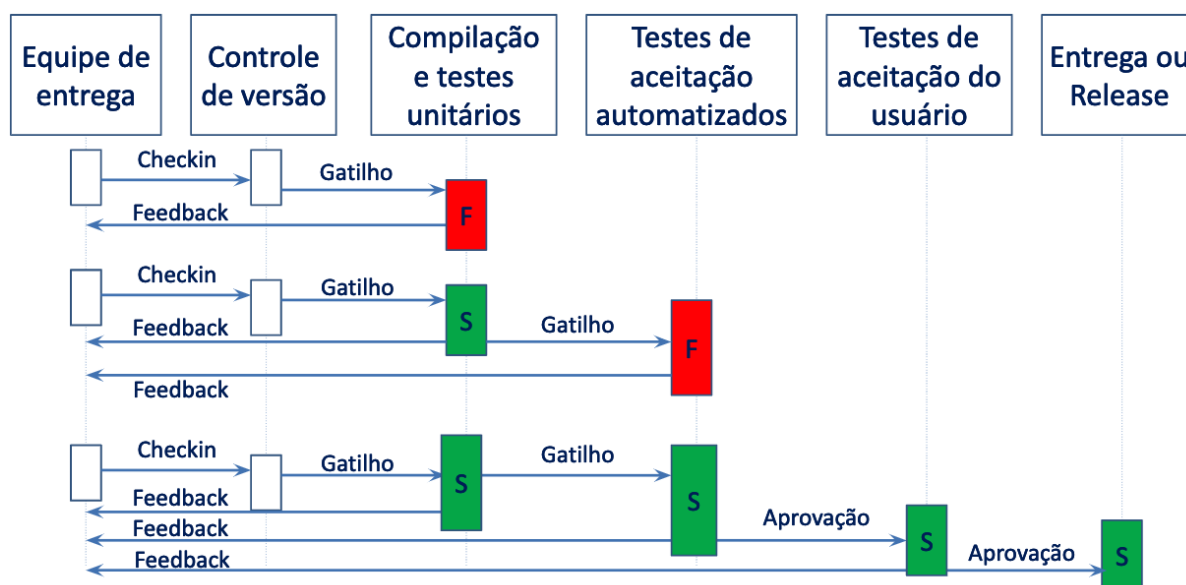 Equipe de
entrega
Controle
de versão
Compilação
e testes
unitários
Testes de
aceitação
automatizados
Testes de
aceitação do
usuário
Entrega ou
Release
Checkin
Gatilho
Feedback
F
Checkin
Gatilho
S
Feedback
Gatilho
F
Feedback
Checkin
Gatilho
S
Gatilho
S
Feedback
Feedback
Aprovação
S
Feedback
Aprovação
S